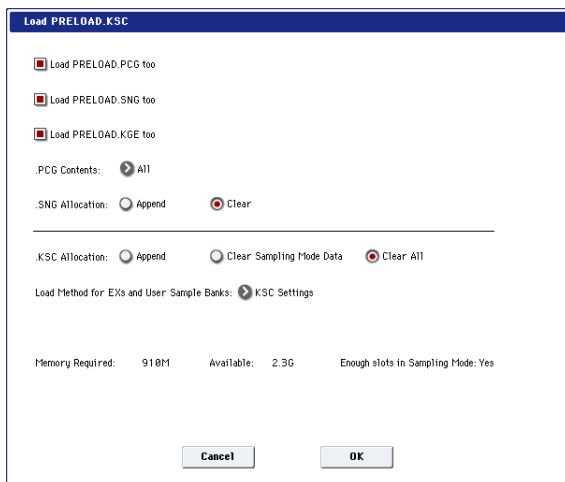 Load PRELOAD.KSC
Load PRELOAD.PCG too
Load PRELOAD.SNG too
Load PRELOAD.KGE too
.PCG Contents: All
.SNG Allocation: Append Clear
.KSC Allocation: Append Clear Sampling Mode Data Clear All
Load Method for EXs and User Sample Banks: KSC Settings
Memory Required: 910M Available: 2.3G Enough slots in Sampling Mode: Yes
Cancel OK